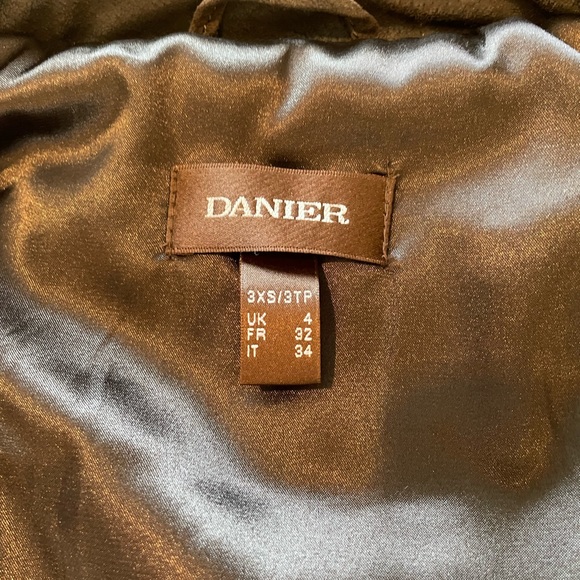 DANIER
3XS/3TP
UK 4
FR 32
IT 34